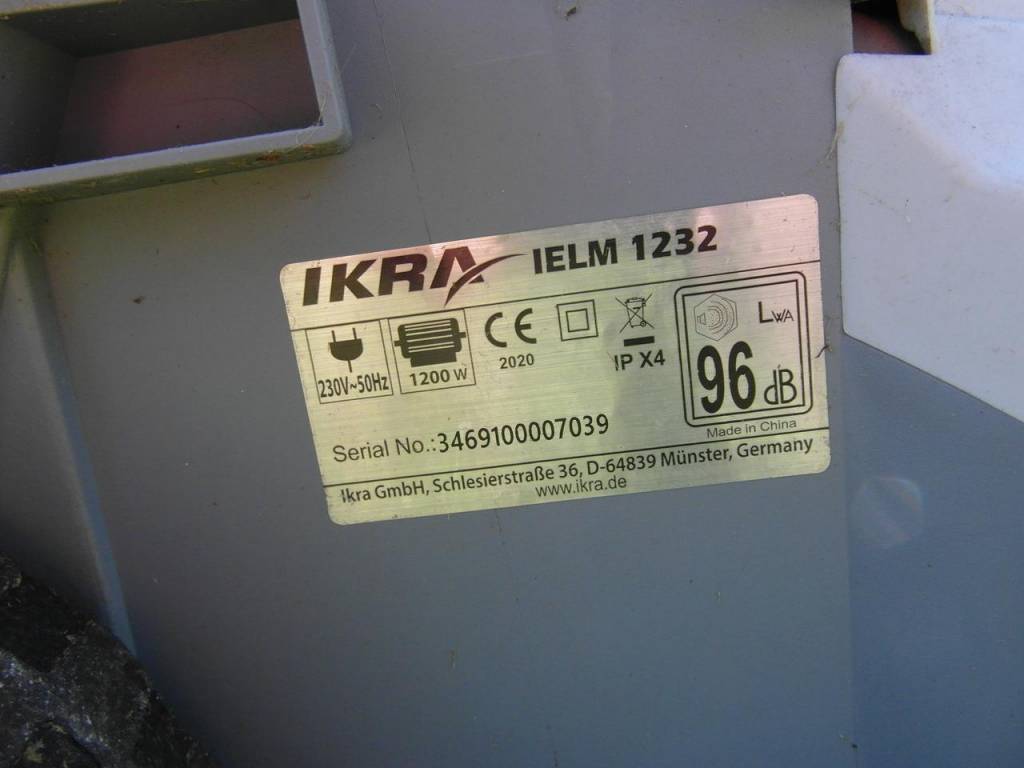 IKRA IELM 1232
230V~50Hz
1200 W
CE
2020
IP X4
LWA
96 dB
Serial No.:3469100007039
Made in China
Ikra GmbH, Schlesierstraße 36, D-64839 Münster, Germany
www.ikra.de